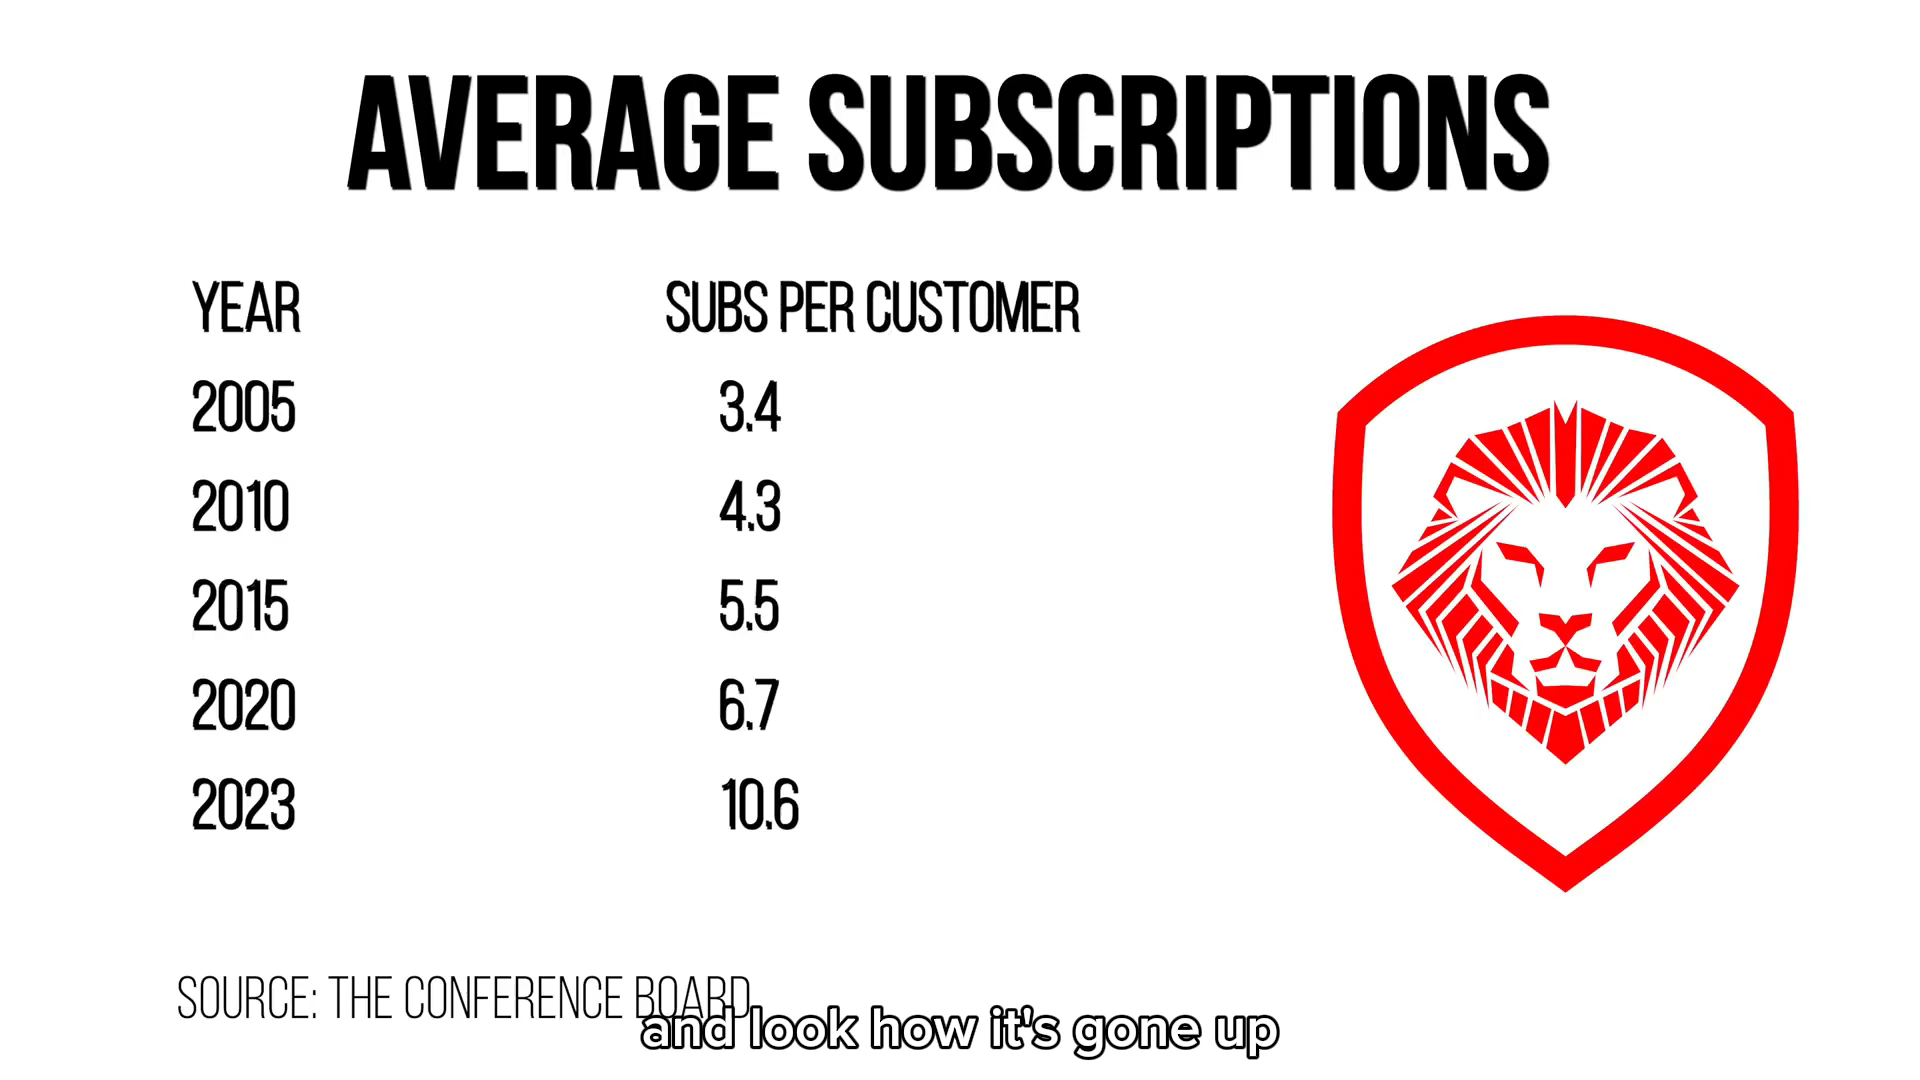 AVERAGE SUBSCRIPTIONS
YEAR SUBS PER CUSTOMER
2005 3.4
2010 4.3
2015 5.5
2020 6.7
2023 10.6
SOURCE: THE CONFERENCE BOARD
and look how it's gone up